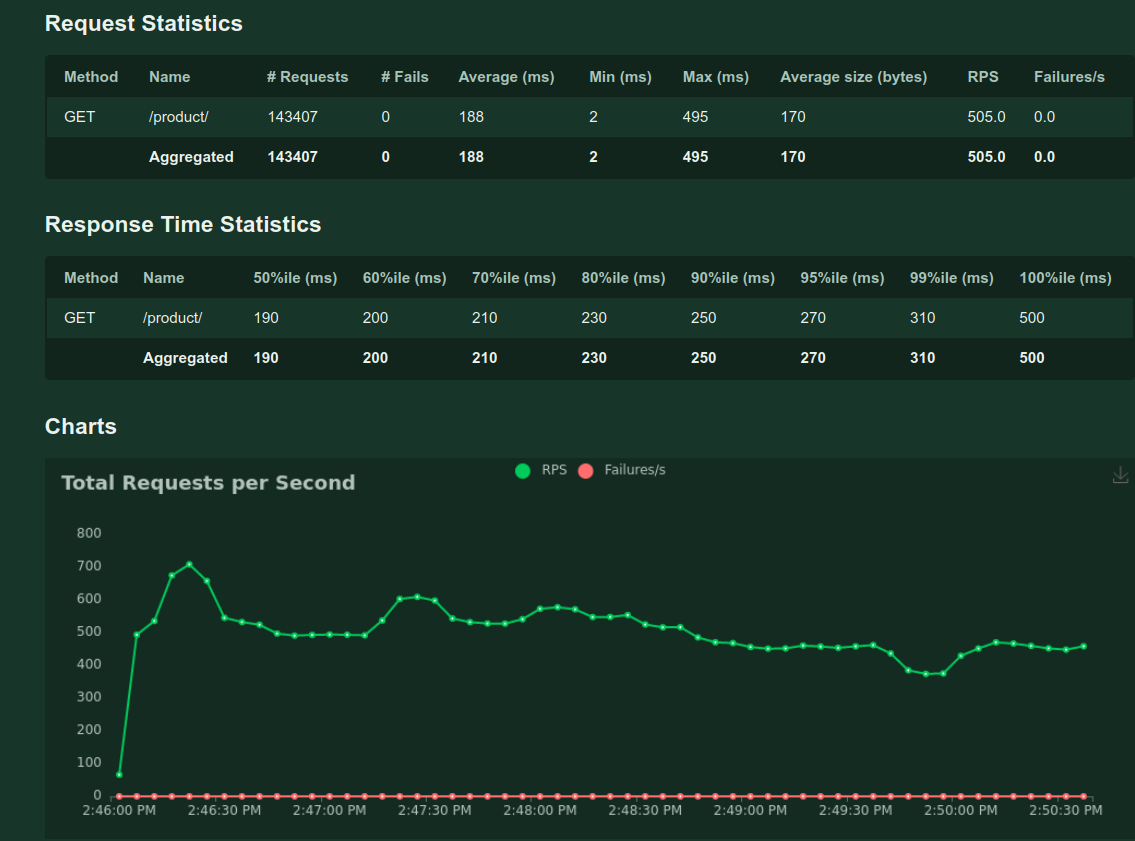 Request Statistics
Method Name # Requests # Fails Average (ms) Min (ms) Max (ms) Average size (bytes) RPS Failures/s
GET /product/ 143407 0 188 2 495 170 505.0 0.0
Aggregated 143407 0 188 2 495 170 505.0 0.0
Response Time Statistics
Method Name 50%ile (ms) 60%ile (ms) 70%ile (ms) 80%ile (ms) 90%ile (ms) 95%ile (ms) 99%ile (ms) 100%ile (ms)
GET /product/ 190 200 210 230 250 270 310 500
Aggregated 190 200 210 230 250 270 310 500
Charts
Total Requests per Second
RPS Failures/s
800
700
600
500
400
300
200
100
0
2:46:00 PM 2:46:30 PM 2:47:00 PM 2:47:30 PM 2:48:00 PM 2:48:30 PM 2:49:00 PM 2:49:30 PM 2:50:00 PM 2:50:30 PM